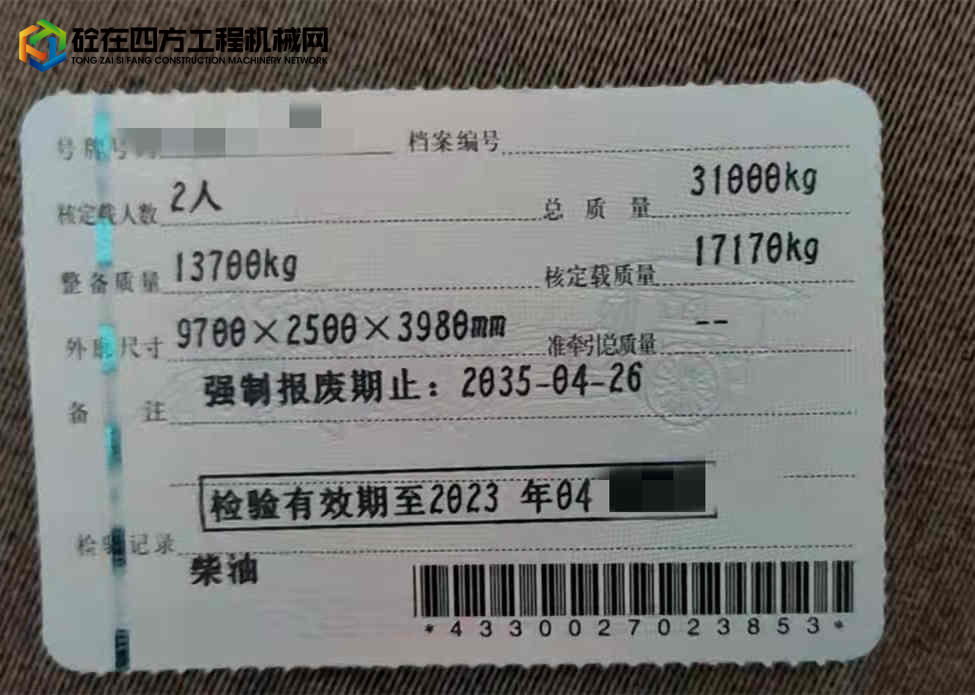 砼在四方工程机械网
TONG ZAI SI FANG CONSTRUCTION MACHINERY NETWORK
号牌号码 档案编号
核定载人数 2人 总质量 31000kg
整备质量 13700kg 核定载质量 17170kg
外廓尺寸 9700×2500×3980mm 准牵引总质量 --
备注 强制报废期止：2035-04-26
检验有效期至2023 年04
检验记录
柴油
*4330027023853*